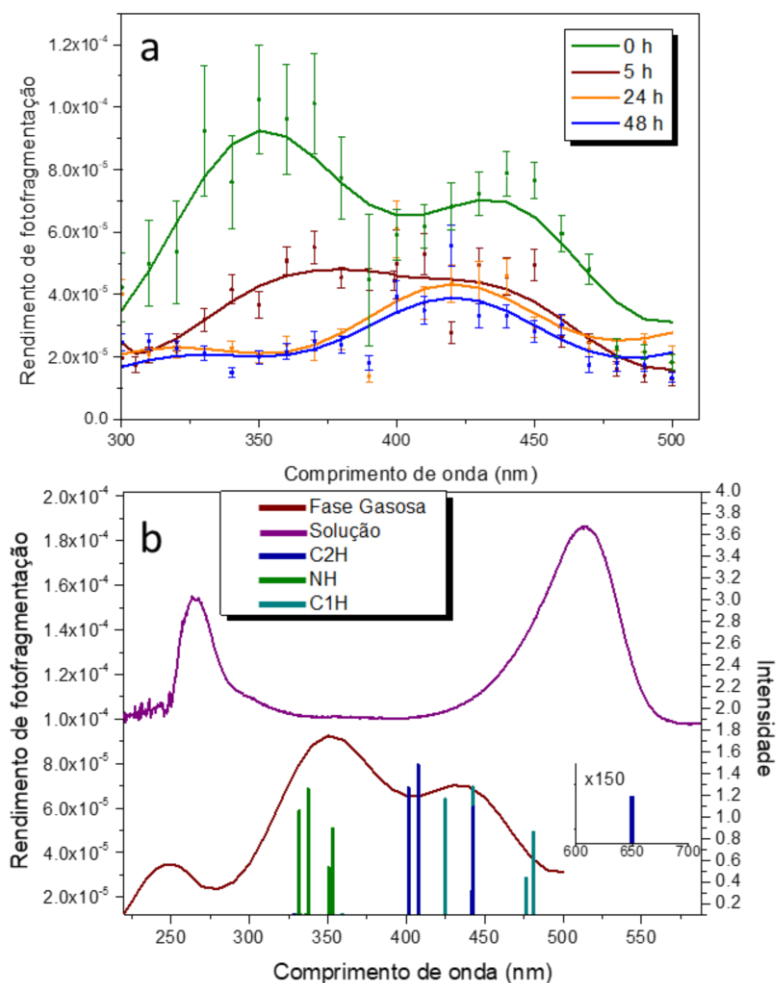 a
0 h
5 h
24 h
48 h
Rendimento de fotofragmentação
1.2x10⁻⁴
1.0x10⁻⁴
8.0x10⁻⁵
6.0x10⁻⁵
4.0x10⁻⁵
2.0x10⁻⁵
0.0
300
350
400
450
500
Comprimento de onda (nm)
b
Fase Gasosa
Solução
C2H
NH
C1H
Rendimento de fotofragmentação
Rendimento de fotofragmentação
2.0x10⁻⁴
1.8x10⁻⁴
1.6x10⁻⁴
1.4x10⁻⁴
1.2x10⁻⁴
1.0x10⁻⁴
8.0x10⁻⁵
6.0x10⁻⁵
4.0x10⁻⁵
2.0x10⁻⁵
4.0
3.8
3.6
3.4
3.2
3.0
2.8
2.6
2.4
2.2
2.0
1.8
1.6
1.4
1.2
1.0
0.8
0.6
0.4
0.2
Intensidade
x150
600
650
700
250
300
350
400
450
500
550
Comprimento de onda (nm)